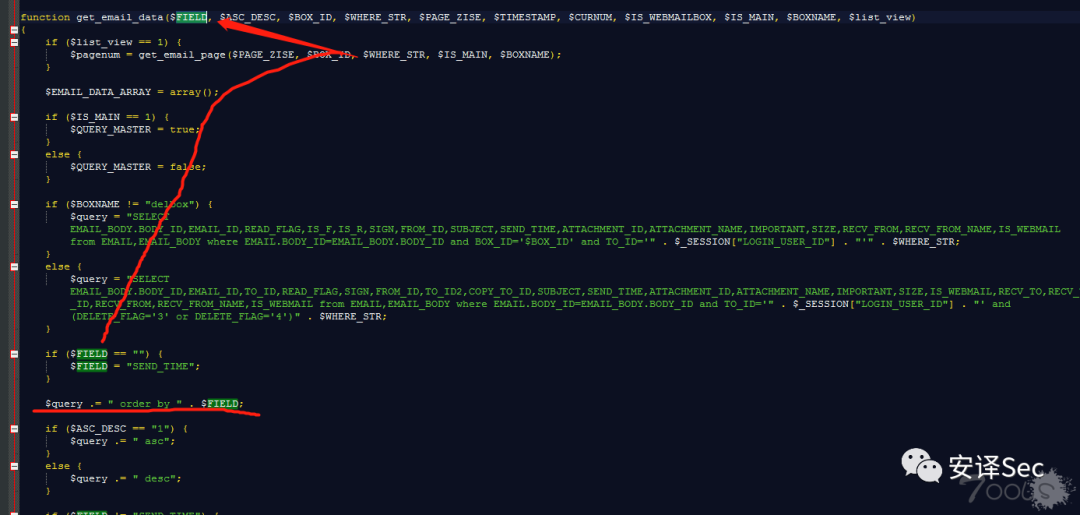 function get_email_data($FIELD, $ASC_DESC, $BOX_ID, $WHERE_STR, $PAGE_ZISE, $TIMESTAMP, $CURNUM, $IS_WEBMAILBOX, $IS_MAIN, $BOXNAME, $list_view)
{
if ($list_view == 1) {
$pagenum = get_email_page($PAGE_ZISE, $BOX_ID, $WHERE_STR, $IS_MAIN, $BOXNAME);
}
$EMAIL_DATA_ARRAY = array();
if ($IS_MAIN == 1) {
$QUERY_MASTER = true;
}
else {
$QUERY_MASTER = false;
}
if ($BOXNAME != "delbox") {
$query = "SELECT
EMAIL_BODY.BODY_ID,EMAIL_ID,READ_FLAG,IS_F,IS_R,SIGN,FROM_ID,SUBJECT,SEND_TIME,ATTACHMENT_ID,ATTACHMENT_NAME,IMPORTANT,SIZE,RECV_FROM,RECV_FROM_NAME,IS_WEBMAIL
from EMAIL,EMAIL_BODY where EMAIL.BODY_ID=EMAIL_BODY.BODY_ID and BOX_ID='$BOX_ID' and TO_ID='" . $_SESSION["LOGIN_USER_ID"] . "'" . $WHERE_STR;
}
else {
$query = "SELECT
EMAIL_BODY.BODY_ID,EMAIL_ID,TO_ID,READ_FLAG,SIGN,FROM_ID,TO_ID2,COPY_TO_ID,SUBJECT,SEND_TIME,ATTACHMENT_ID,ATTACHMENT_NAME,IMPORTANT,SIZE,IS_WEBMAIL,RECV_TO,RECV_
_ID,RECV_FROM,RECV_FROM_NAME,IS_WEBMAIL from EMAIL,EMAIL_BODY where EMAIL.BODY_ID=EMAIL_BODY.BODY_ID and TO_ID='" . $_SESSION["LOGIN_USER_ID"] . "' and
(DELETE_FLAG='3' or DELETE_FLAG='4')" . $WHERE_STR;
}
if ($FIELD == "") {
$FIELD = "SEND_TIME";
}
$query .= " order by " . $FIELD;
if ($ASC_DESC == "1") {
$query .= " asc";
}
else {
$query .= " desc";
}
if ($FIELD != "SEND_TIME") {
安译Sec